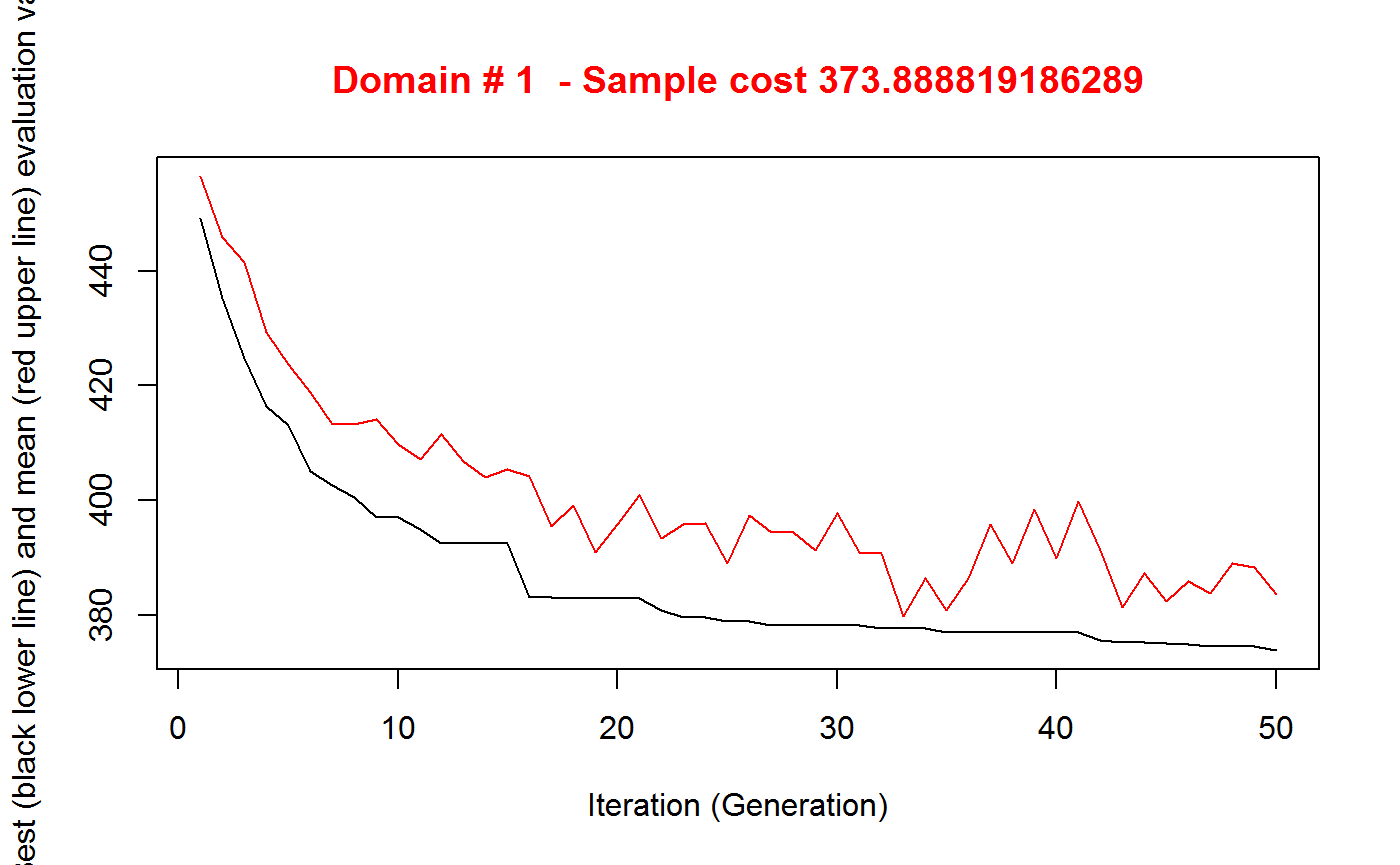 Domain # 1  - Sample cost 373.888819186289
(black lower line) and mean (red upper line) evaluation
440
420
400
380
0 10 20 30 40 50
Iteration (Generation)